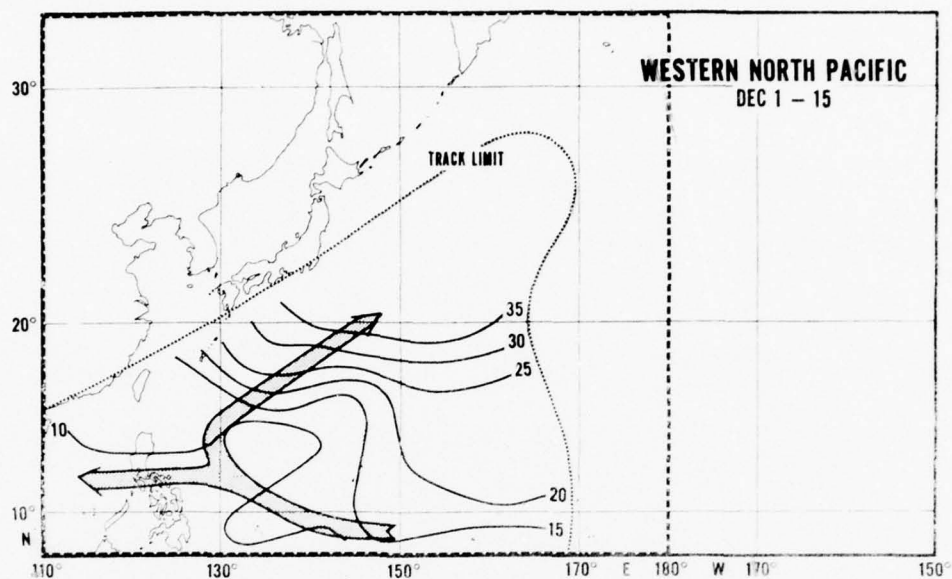 WESTERN NORTH PACIFIC
DEC 1 – 15
30°
TRACK LIMIT
20°
35
30
25
10
20
15
10°
N
110° 130° 150° 170° E 180° W 170° 150°